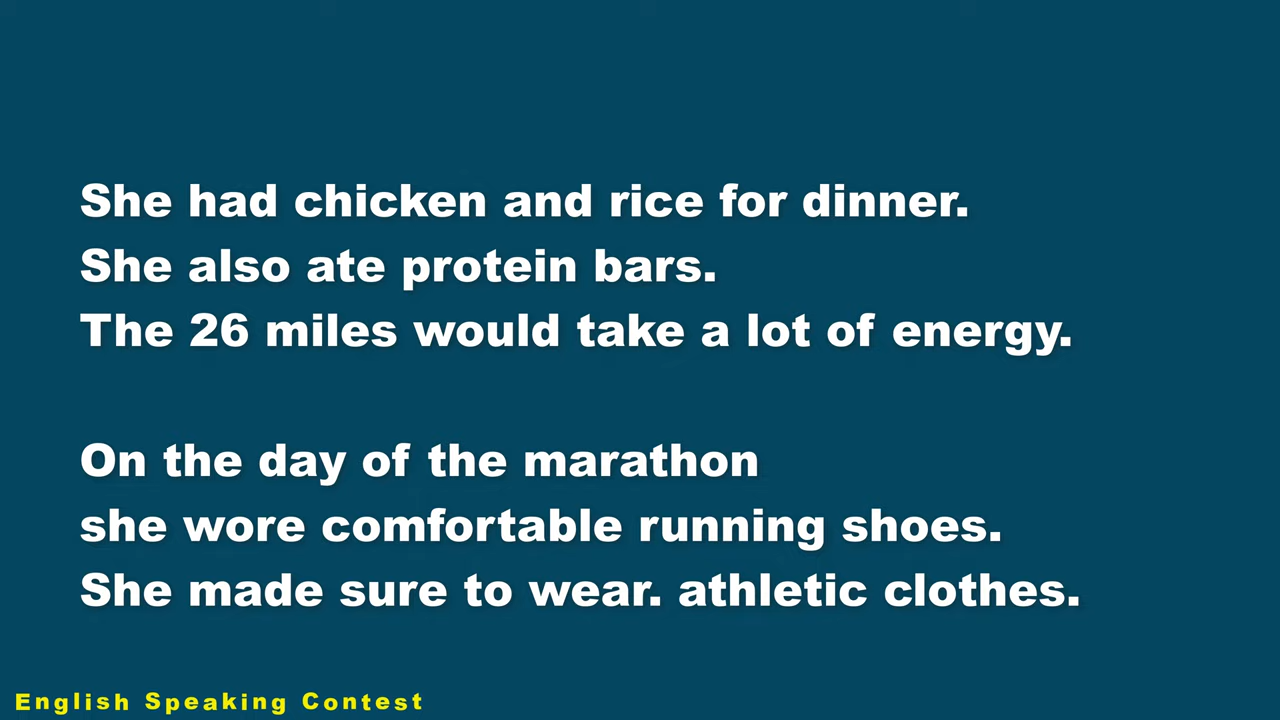 She had chicken and rice for dinner.
She also ate protein bars.
The 26 miles would take a lot of energy.
On the day of the marathon
she wore comfortable running shoes.
She made sure to wear. athletic clothes.
English Speaking Contest